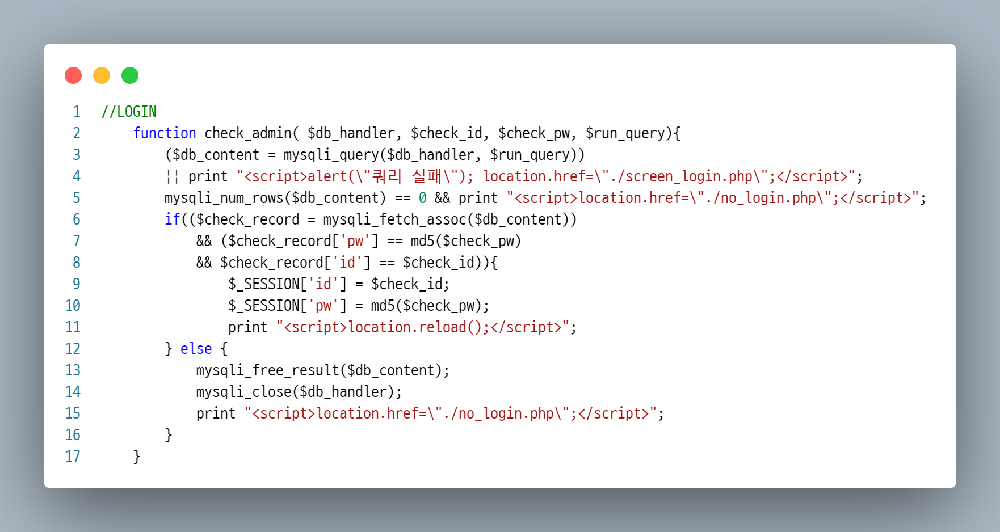 1 //LOGIN
2 function check_admin( $db_handler, $check_id, $check_pw, $run_query){
3 ($db_content = mysqli_query($db_handler, $run_query))
4 || print "<script>alert(\"쿼리 실패\"); location.href=\"./screen_login.php\";</script>";
5 mysqli_num_rows($db_content) == 0 && print "<script>location.href=\"./no_login.php\";</script>";
6 if(($check_record = mysqli_fetch_assoc($db_content))
7 && ($check_record['pw'] == md5($check_pw)
8 && $check_record['id'] == $check_id)){
9 $_SESSION['id'] = $check_id;
10 $_SESSION['pw'] = md5($check_pw);
11 print "<script>location.reload();</script>";
12 } else {
13 mysqli_free_result($db_content);
14 mysqli_close($db_handler);
15 print "<script>location.href=\"./no_login.php\";</script>";
16 }
17 }